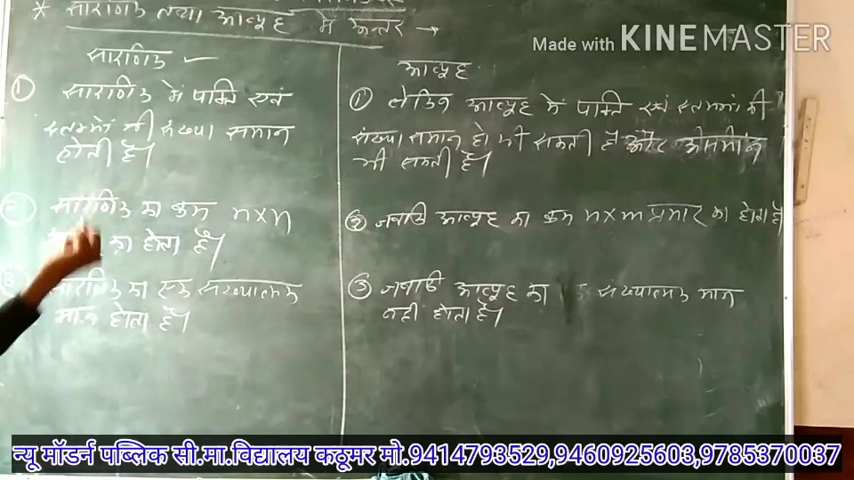 * सारणिक तथा आव्यूह में अन्तर →
Made with KINEMASTER
सारणिक ✓
① सारणिक में पंक्ति एवं
स्तम्भों की संख्या समान
होती है।
② सारणिक का क्रम n×n
का होता है।
③ सारणिक का एक संख्यात्मक
मान होता है।
आव्यूह
① लेकिन आव्यूह में पंक्ति एवं स्तम्भों की
संख्या समान हो भी सकती है और असमान
भी सकती है।
② जबकि आव्यूह का क्रम n×m प्रकार का होता है
③ जबकि आव्यूह का संख्यात्मक मान
नहीं होता है।
न्यू मॉडर्न पब्लिक सी.मा.विद्यालय कठूमर मो.9414793529,9460925603,9785370037